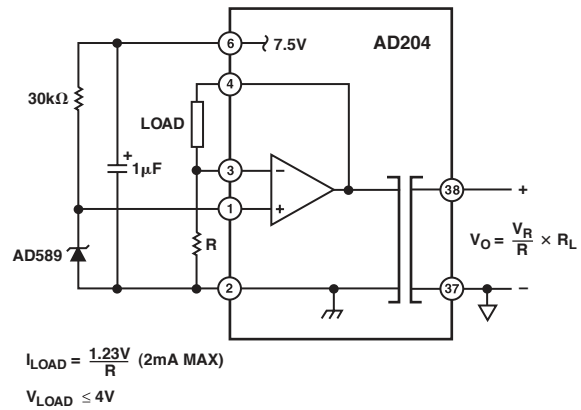 AD204
6
7.5V
4
30kΩ
LOAD
+
1µF
3
–
38
+
1
+
AD589
R
V_O = V_R/R × R_L
2
37
–
I_LOAD = 1.23V/R (2mA MAX)
V_LOAD ≤ 4V